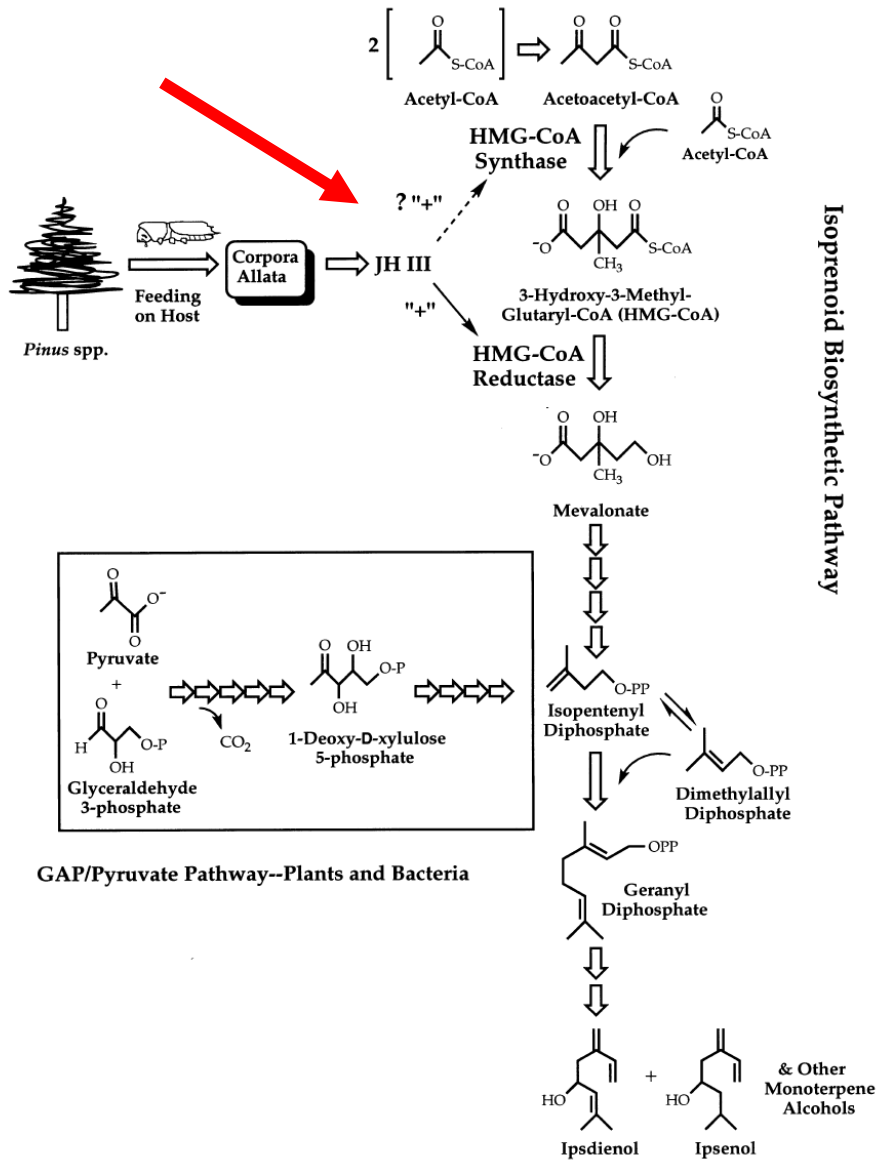 2
O
S-CoA
Acetyl-CoA
O
O
S-CoA
Acetoacetyl-CoA
HMG-CoA
Synthase
O
S-CoA
Acetyl-CoA
? "+"
Corpora
Allata
JH III
Feeding
on Host
Pinus spp.
"+"
O
OH
O
⁻O
S-CoA
CH₃
3-Hydroxy-3-Methyl-
Glutaryl-CoA (HMG-CoA)
HMG-CoA
Reductase
O
OH
⁻O
OH
CH₃
Mevalonate
Isoprenoid Biosynthetic Pathway
O
O⁻
O
Pyruvate
+
O
H
O-P
OH
Glyceraldehyde
3-phosphate
CO₂
O
OH
O-P
OH
1-Deoxy-D-xylulose
5-phosphate
O-PP
Isopentenyl
Diphosphate
O-PP
Dimethylallyl
Diphosphate
GAP/Pyruvate Pathway--Plants and Bacteria
OPP
Geranyl
Diphosphate
HO
Ipsdienol
+
HO
Ipsenol
& Other
Monoterpene
Alcohols